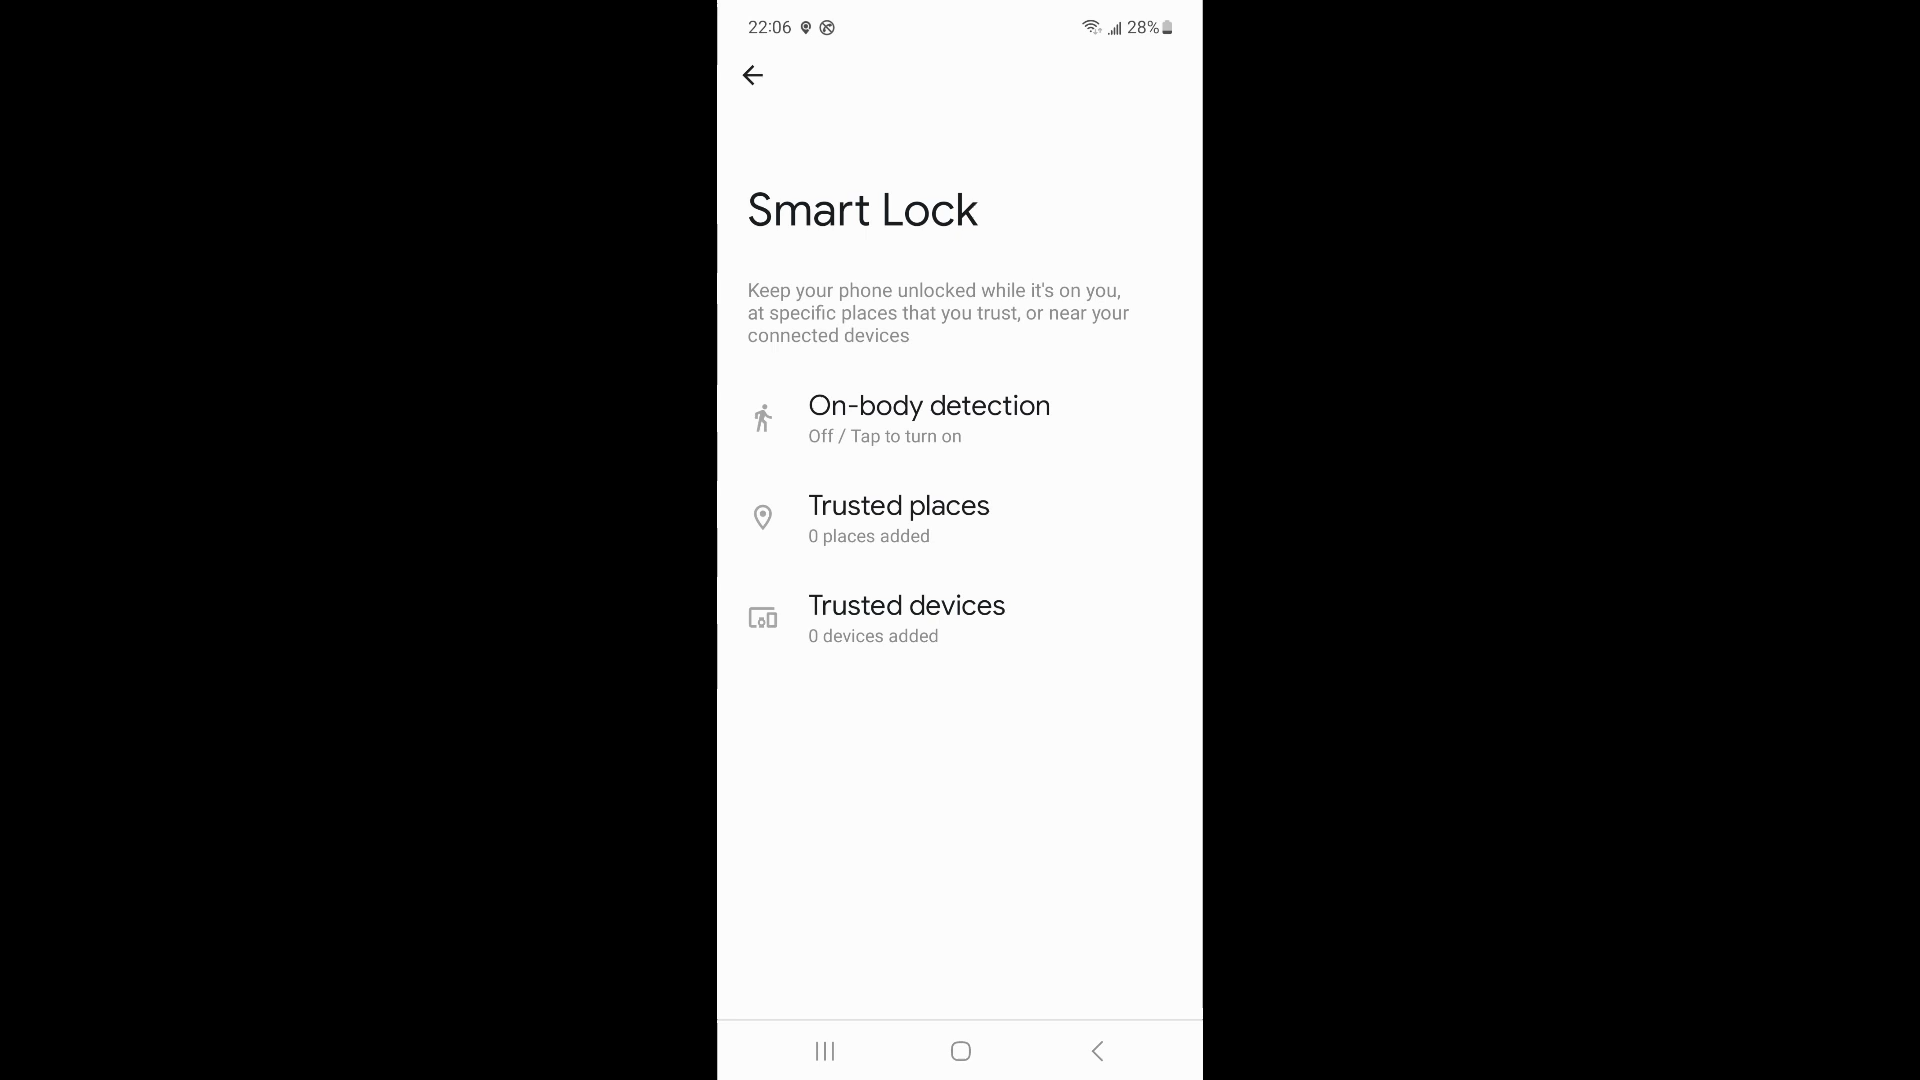 22:06
28%
Smart Lock
Keep your phone unlocked while it's on you,
at specific places that you trust, or near your
connected devices
On-body detection
Off / Tap to turn on
Trusted places
0 places added
Trusted devices
0 devices added